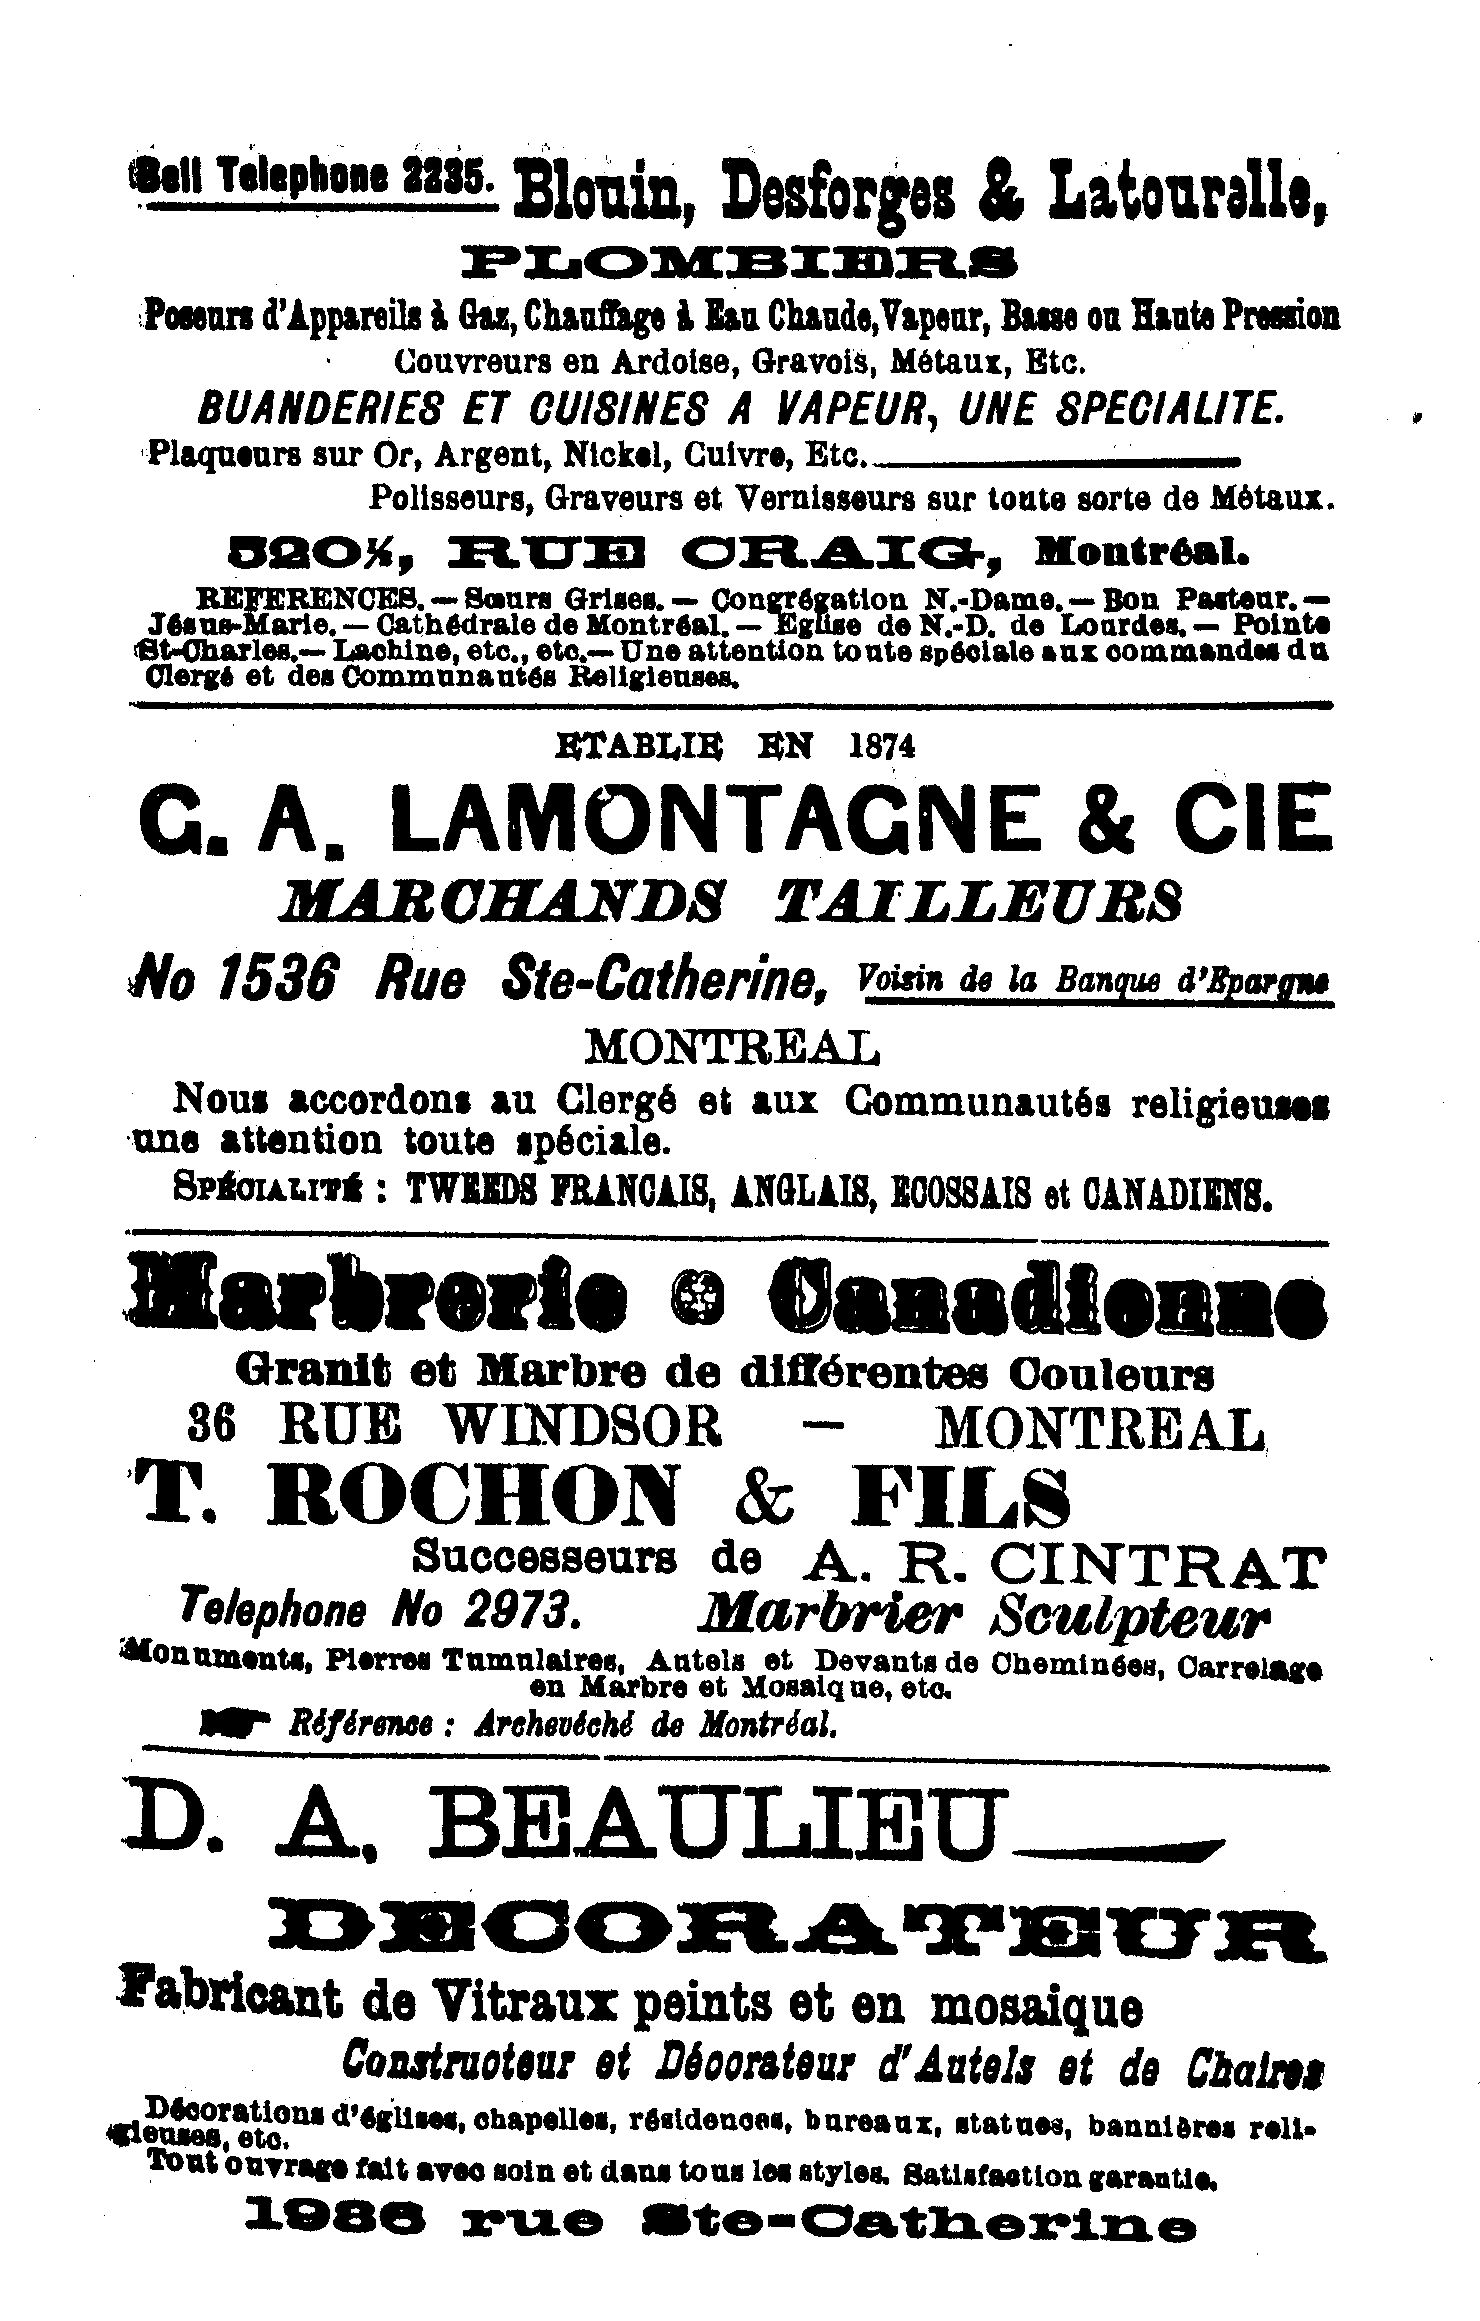 Bell Telephone 2235. Blouin, Desforges & Latourelle,
PLOMBIERS
Poseurs d'Appareils à Gaz, Chauffage à Eau Chaude, Vapeur, Basse ou Haute Pression
Couvreurs en Ardoise, Gravois, Métaux, Etc.
BUANDERIES ET CUISINES A VAPEUR, UNE SPECIALITE.
Plaqueurs sur Or, Argent, Nickel, Cuivre, Etc.
Polisseurs, Graveurs et Vernisseurs sur toute sorte de Métaux.
520½, RUE CRAIG, Montréal.
REFERENCES.—Sœurs Grises.—Congrégation N.-Dame.—Bon Pasteur.—
Jésus-Marie.—Cathédrale de Montréal.—Eglise de N.-D. de Lourdes.—Pointe
St-Charles.—Lachine, etc., etc.—Une attention toute spéciale aux commandes du
Clergé et des Communautés Religieuses.
ETABLIE EN 1874
G. A. LAMONTAGNE & CIE
MARCHANDS TAILLEURS
No 1536 Rue Ste-Catherine, Voisin de la Banque d'Epargne
MONTREAL
Nous accordons au Clergé et aux Communautés religieuses
une attention toute spéciale.
SPÉCIALITÉ : TWEEDS FRANCAIS, ANGLAIS, ECOSSAIS et CANADIENS.
Marbrerie Canadienne
Granit et Marbre de différentes Couleurs
36 RUE WINDSOR — MONTREAL
T. ROCHON & FILS
Successeurs de A. R. CINTRAT
Telephone No 2973. Marbrier Sculpteur
Monuments, Pierres Tumulaires, Autels et Devants de Cheminées, Carrelage
en Marbre et Mosaique, etc.
Référence : Archevéché de Montréal.
D. A. BEAULIEU
DECORATEUR
Fabricant de Vitraux peints et en mosaique
Constructeur et Décorateur d'Autels et de Chaires
Décorations d'églises, chapelles, résidences, bureaux, statues, bannières reli-
gieuses, etc.
Tout ouvrage fait avec soin et dans tous les styles. Satisfaction garantie.
1986 rue Ste-Catherine